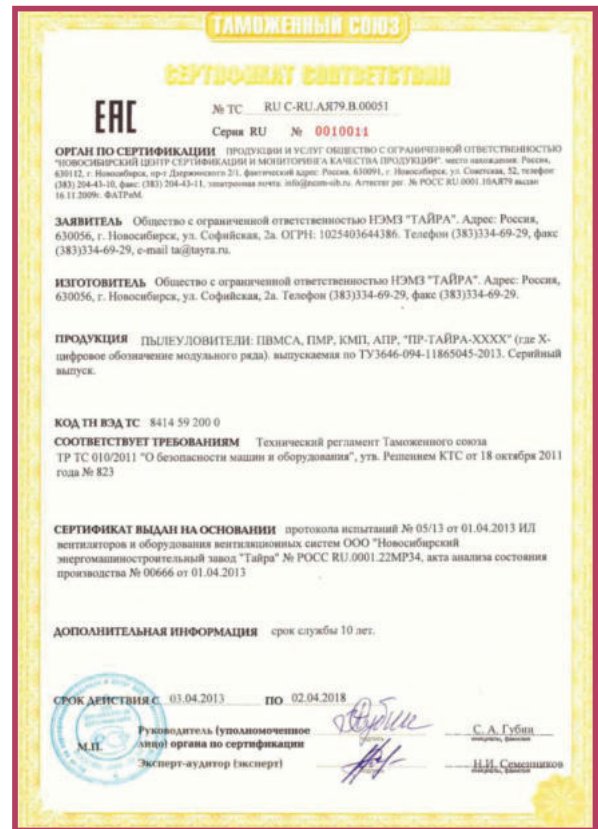 ТАМОЖЕННЫЙ СОЮЗ
СЕРТИФИКАТ СООТВЕТСТВИЯ
ЕАС
№ ТС RU C-RU.АЯ79.В.00051
Серия RU № 0010011
ОРГАН ПО СЕРТИФИКАЦИИ ПРОДУКЦИИ И УСЛУГ ОБЩЕСТВО С ОГРАНИЧЕННОЙ ОТВЕТСТВЕННОСТЬЮ
"НОВОСИБИРСКИЙ ЦЕНТР СЕРТИФИКАЦИИ И МОНИТОРИНГА КАЧЕСТВА ПРОДУКЦИИ". место нахождения: Россия,
630112, г. Новосибирск, пр-т Дзержинского 2/1. фактический адрес: Россия, 630091, г. Новосибирск, ул. Советская, 52, телефон
(383) 204-43-10, факс: (383) 204-43-11, электронная почта: info@ncsm-sib.ru. Аттестат рег. № РОСС RU.0001.10АЯ79 выдан
16.11.2009г. ФАТРиМ.
ЗАЯВИТЕЛЬ Общество с ограниченной ответственностью НЭМЗ "ТАЙРА". Адрес: Россия,
630056, г. Новосибирск, ул. Софийская, 2а. ОГРН: 1025403644386. Телефон (383)334-69-29, факс
(383)334-69-29, e-mail ta@tayra.ru.
ИЗГОТОВИТЕЛЬ Общество с ограниченной ответственностью НЭМЗ "ТАЙРА". Адрес: Россия,
630056, г. Новосибирск, ул. Софийская, 2а. Телефон (383)334-69-29, факс (383)334-69-29.
ПРОДУКЦИЯ ПЫЛЕУЛОВИТЕЛИ: ПВМСА, ПМР, КМП, АПР, "ПР-ТАЙРА-ХХХХ" (где Х-
цифровое обозначение модульного ряда). выпускаемая по ТУ3646-094-11865045-2013. Серийный
выпуск.
КОД ТН ВЭД ТС 8414 59 200 0
СООТВЕТСТВУЕТ ТРЕБОВАНИЯМ Технический регламент Таможенного союза
ТР ТС 010/2011 "О безопасности машин и оборудования", утв. Решением КТС от 18 октября 2011
года № 823
СЕРТИФИКАТ ВЫДАН НА ОСНОВАНИИ протокола испытаний № 05/13 от 01.04.2013 ИЛ
вентиляторов и оборудования вентиляционных систем ООО "Новосибирский
энергомашиностроительный завод "Тайра" № РОСС RU.0001.22МР34, акта анализа состояния
производства № 00666 от 01.04.2013
ДОПОЛНИТЕЛЬНАЯ ИНФОРМАЦИЯ срок службы 10 лет.
СРОК ДЕЙСТВИЯ С 03.04.2013 ПО 02.04.2018
Руководитель (уполномоченное
лицо) органа по сертификации
подпись
С. А. Губин
инициалы, фамилия
М.П.
Эксперт-аудитор (эксперт)
подпись
Н.И. Семенников
инициалы, фамилия